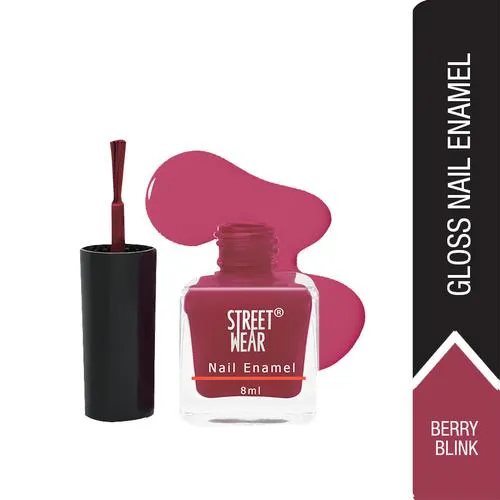 STREET®
WEAR
Nail Enamel
8ml
GLOSS NAIL ENAMEL
BERRY
BLINK